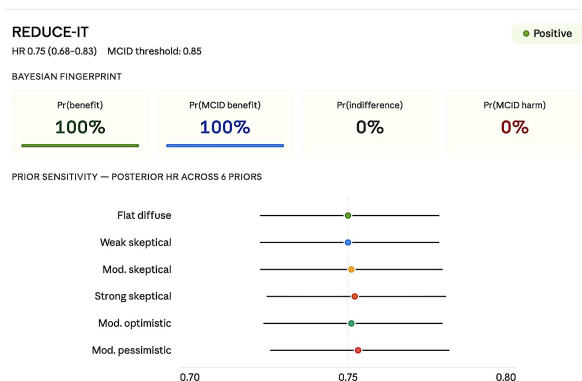 REDUCE-IT
Positive
HR 0.75 (0.68–0.83) MCID threshold: 0.85
BAYESIAN FINGERPRINT
Pr(benefit) Pr(MCID benefit) Pr(indifference) Pr(MCID harm)
100% 100% 0% 0%
PRIOR SENSITIVITY — POSTERIOR HR ACROSS 6 PRIORS
Flat diffuse
Weak skeptical
Mod. skeptical
Strong skeptical
Mod. optimistic
Mod. pessimistic
0.70 0.75 0.80